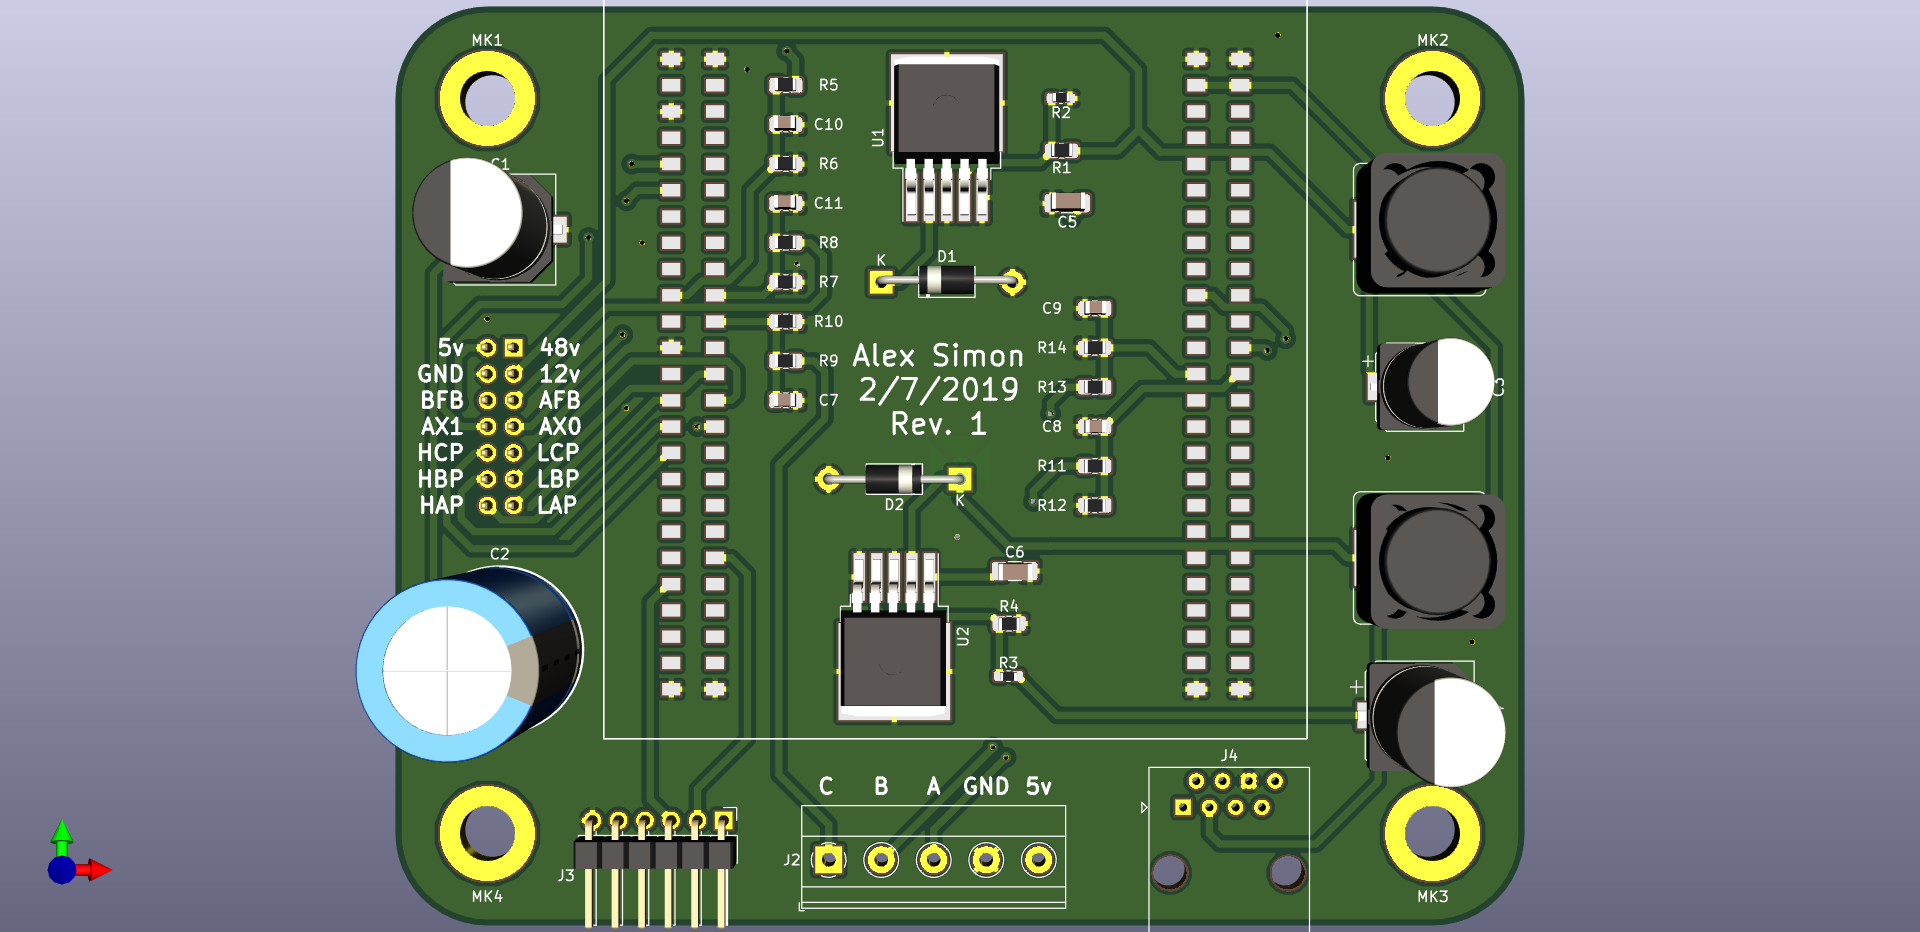 MK1
MK2
C1
R5
C10
R6
C11
R8
R7
R10
R9
C7
U1
R2
R1
C5
K
D1
C9
R14
R13
C8
R11
R12
+
C3
5v 48v
GND 12v
BFB AFB
AX1 AX0
HCP LCP
HBP LBP
HAP LAP
Alex Simon
2/7/2019
Rev. 1
D2
K
C2
C6
R4
U2
R3
+
J4
C B A GND 5v
J2
J3
MK4
MK3